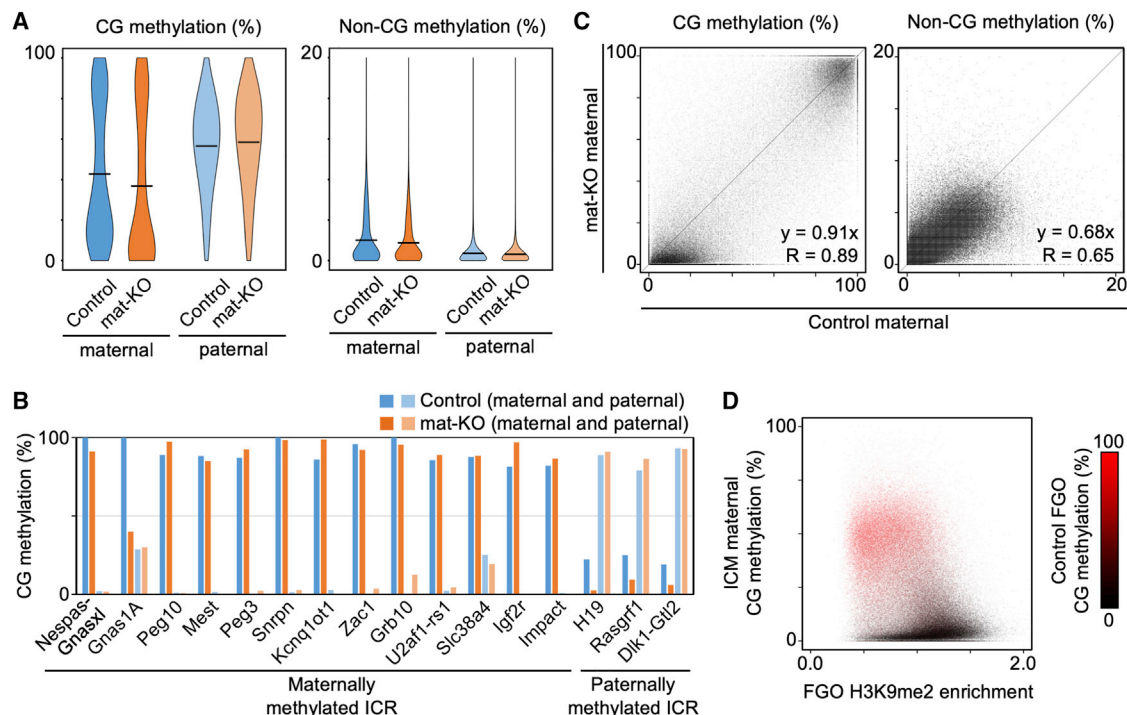 A
CG methylation (%)
Non-CG methylation (%)
100
0
20
0
Control
mat-KO
Control
mat-KO
Control
mat-KO
Control
mat-KO
maternal
paternal
maternal
paternal
C
CG methylation (%)
Non-CG methylation (%)
mat-KO maternal
100
0
0
100
y = 0.91x
R = 0.89
20
0
0
20
y = 0.68x
R = 0.65
Control maternal
B
Control (maternal and paternal)
mat-KO (maternal and paternal)
CG methylation (%)
100
0
Nespas-
Gnasxl
Gnas1A
Peg10
Mest
Peg3
Snrpn
Kcnq1ot1
Zac1
Grb10
U2af1-rs1
Slc38a4
Igf2r
Impact
H19
Rasgrf1
Dlk1-Gtl2
Maternally
methylated ICR
Paternally
methylated ICR
D
ICM maternal
CG methylation (%)
100
0
0.0
2.0
FGO H3K9me2 enrichment
Control FGO
CG methylation (%)
100
0